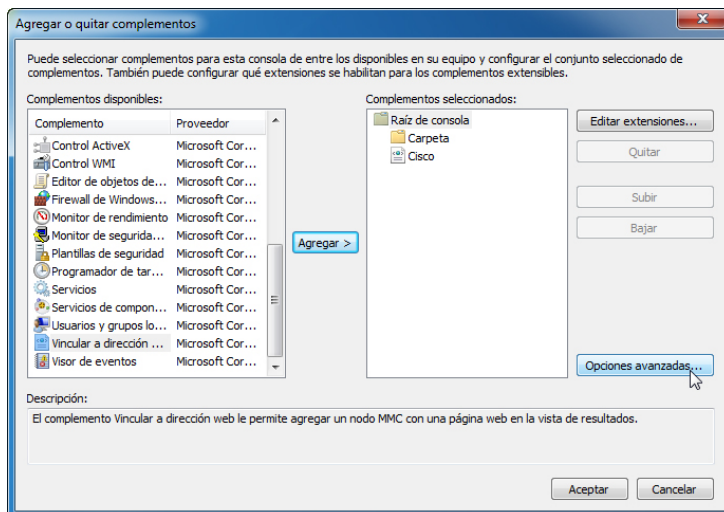 Agregar o quitar complementos
Puede seleccionar complementos para esta consola de entre los disponibles en su equipo y configurar el conjunto seleccionado de
complementos. También puede configurar qué extensiones se habilitan para los complementos extensibles.
Complementos disponibles:
Complemento Proveedor
Control ActiveX Microsoft Cor...
Control WMI Microsoft Cor...
Editor de objetos de... Microsoft Cor...
Firewall de Windows... Microsoft Cor...
Monitor de rendimiento Microsoft Cor...
Monitor de segurida... Microsoft Cor...
Plantillas de seguridad Microsoft Cor...
Programador de tar... Microsoft Cor...
Servicios Microsoft Cor...
Servicios de compon... Microsoft Cor...
Usuarios y grupos lo... Microsoft Cor...
Vincular a dirección ... Microsoft Cor...
Visor de eventos Microsoft Cor...
Agregar >
Complementos seleccionados:
Raíz de consola
Carpeta
Cisco
Editar extensiones...
Quitar
Subir
Bajar
Opciones avanzadas...
Descripción:
El complemento Vincular a dirección web le permite agregar un nodo MMC con una página web en la vista de resultados.
Aceptar Cancelar